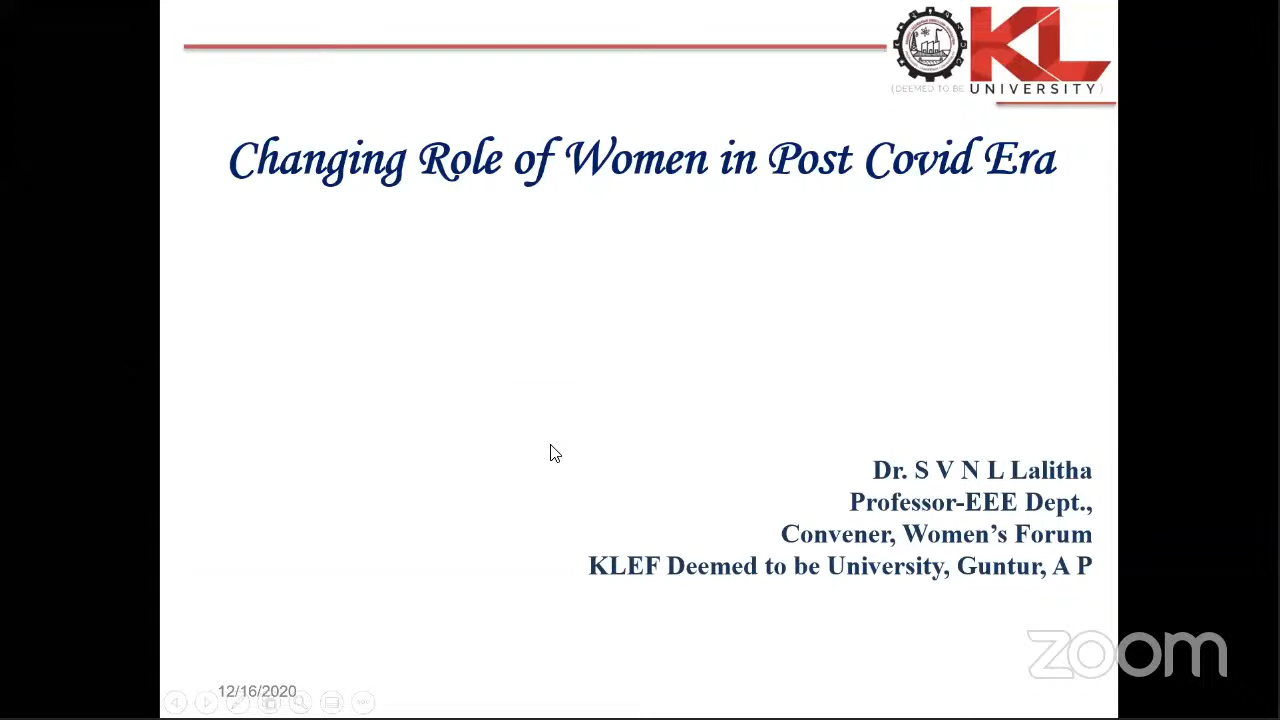 KL
(DEEMED TO BE UNIVERSITY)
Changing Role of Women in Post Covid Era
Dr. S V N L Lalitha
Professor-EEE Dept.,
Convener, Women’s Forum
KLEF Deemed to be University, Guntur, A P
zoom
12/16/2020